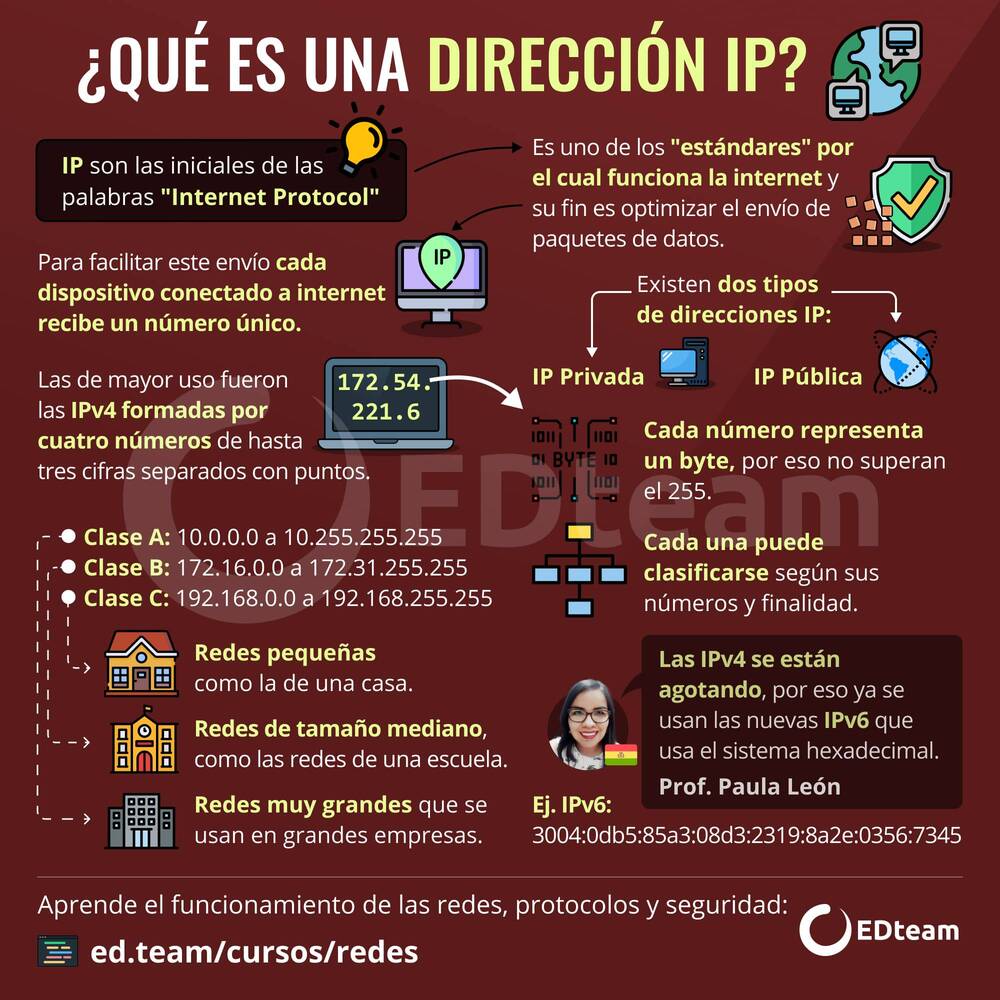 ¿QUÉ ES UNA DIRECCIÓN IP?
IP son las iniciales de las
palabras "Internet Protocol"
Es uno de los "estándares" por
el cual funciona la internet y
su fin es optimizar el envío de
paquetes de datos.
Para facilitar este envío cada
dispositivo conectado a internet
recibe un número único.
IP
Existen dos tipos
de direcciones IP:
IP Privada
IP Pública
Las de mayor uso fueron
las IPv4 formadas por
cuatro números de hasta
tres cifras separados con puntos.
172.54.
221.6
1011 1101
01 BYTE 10
1011 1101
Cada número representa
un byte, por eso no superan
el 255.
Cada una puede
clasificarse según sus
números y finalidad.
Clase A: 10.0.0.0 a 10.255.255.255
Clase B: 172.16.0.0 a 172.31.255.255
Clase C: 192.168.0.0 a 192.168.255.255
Redes pequeñas
como la de una casa.
Redes de tamaño mediano,
como las redes de una escuela.
Redes muy grandes que se
usan en grandes empresas.
Las IPv4 se están
agotando, por eso ya se
usan las nuevas IPv6 que
usa el sistema hexadecimal.
Prof. Paula León
Ej. IPv6:
3004:0db5:85a3:08d3:2319:8a2e:0356:7345
EDteam
Aprende el funcionamiento de las redes, protocolos y seguridad:
ed.team/cursos/redes
EDteam